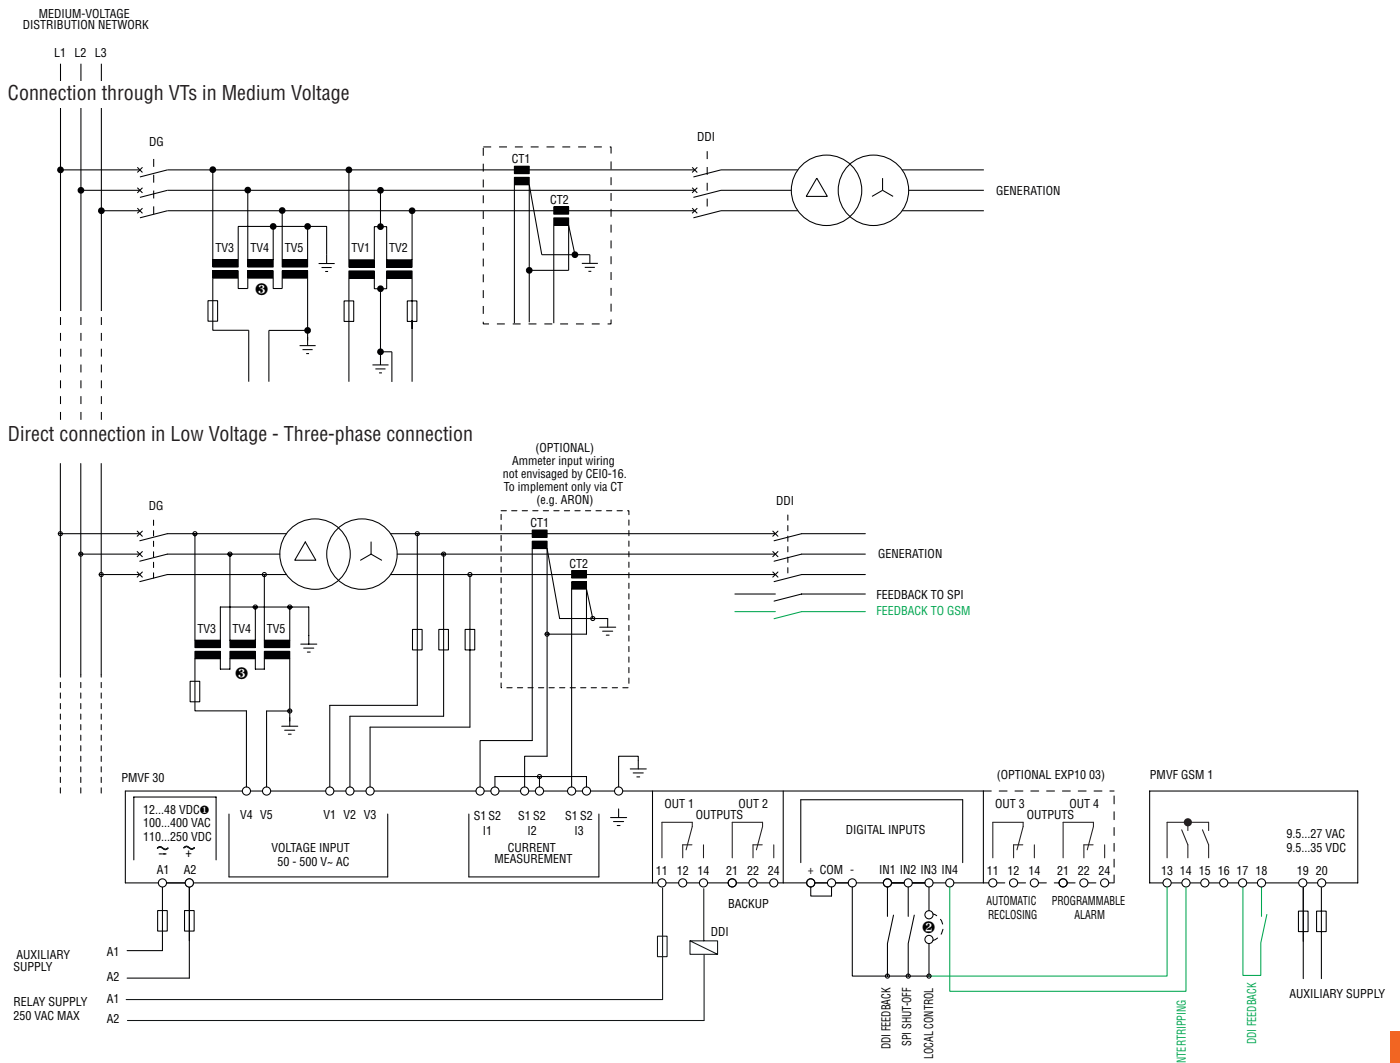 MEDIUM-VOLTAGE
DISTRIBUTION NETWORK
L1 L2 L3
Connection through VTs in Medium Voltage
DG
CT1
DDI
CT2
GENERATION
TV3 TV4 TV5
TV1 TV2
❸
Direct connection in Low Voltage - Three-phase connection
(OPTIONAL)
Ammeter input wiring
not envisaged by CEI0-16.
To implement only via CT
(e.g. ARON)
DG
CT1
DDI
GENERATION
CT2
FEEDBACK TO SPI
FEEDBACK TO GSM
TV3 TV4 TV5
❸
PMVF 30
(OPTIONAL EXP10 03)
PMVF GSM 1
12...48 VDC❶
100...400 VAC
110...250 VDC
~ ~
– +
A1 A2
V4 V5
V1 V2 V3
VOLTAGE INPUT
50 - 500 V~ AC
S1 S2 S1 S2 S1 S2
I1 I2 I3
CURRENT
MEASUREMENT
OUT 1 OUT 2
OUTPUTS
11 12 14 21 22 24
BACKUP
DIGITAL INPUTS
+ COM - IN1 IN2 IN3 IN4
OUT 3 OUT 4
OUTPUTS
11 12 14 21 22 24
AUTOMATIC
RECLOSING
PROGRAMMABLE
ALARM
9.5...27 VAC
9.5...35 VDC
13 14 15 16 17 18 19 20
❷
DDI
AUXILIARY
SUPPLY
A1
A2
RELAY SUPPLY
250 VAC MAX
A1
A2
DDI FEEDBACK
SPI SHUT-OFF
LOCAL CONTROL
NTERTRIPPING
DDI FEEDBACK
AUXILIARY SUPPLY